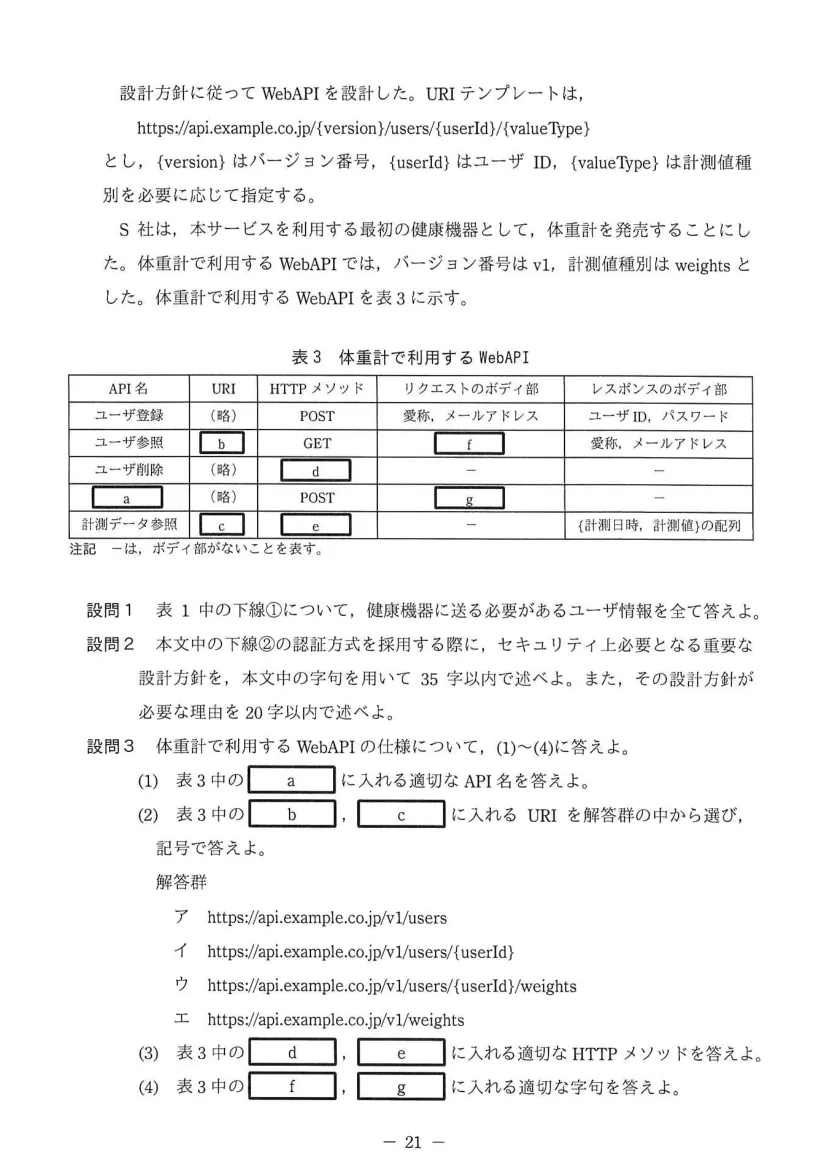 設計方針に従って WebAPI を設計した。URI テンプレートは，
https://api.example.co.jp/{version}/users/{userId}/{valueType}
とし，{version} はバージョン番号，{userId} はユーザ ID，{valueType} は計測値種
別を必要に応じて指定する。
S 社は，本サービスを利用する最初の健康機器として，体重計を発売することにし
た。体重計で利用する WebAPI では，バージョン番号は v1，計測値種別は weights と
した。体重計で利用する WebAPI を表 3 に示す。
表 3 体重計で利用する WebAPI
API 名 URI HTTP メソッド リクエストのボディ部 レスポンスのボディ部
ユーザ登録 （略） POST 愛称，メールアドレス ユーザ ID，パスワード
ユーザ参照 b GET f 愛称，メールアドレス
ユーザ削除 （略） d － －
a （略） POST g －
計測データ参照 c e － {計測日時，計測値}の配列
注記 －は，ボディ部がないことを表す。
設問 1 表 1 中の下線①について，健康機器に送る必要があるユーザ情報を全て答えよ。
設問 2 本文中の下線②の認証方式を採用する際に，セキュリティ上必要となる重要な
設計方針を，本文中の字句を用いて 35 字以内で述べよ。また，その設計方針が
必要な理由を 20 字以内で述べよ。
設問 3 体重計で利用する WebAPI の仕様について，(1)～(4)に答えよ。
(1) 表 3 中の a に入れる適切な API 名を答えよ。
(2) 表 3 中の b ， c に入れる URI を解答群の中から選び，
記号で答えよ。
解答群
ア https://api.example.co.jp/v1/users
イ https://api.example.co.jp/v1/users/{userId}
ウ https://api.example.co.jp/v1/users/{userId}/weights
エ https://api.example.co.jp/v1/weights
(3) 表 3 中の d ， e に入れる適切な HTTP メソッドを答えよ。
(4) 表 3 中の f ， g に入れる適切な字句を答えよ。
－ 21 －